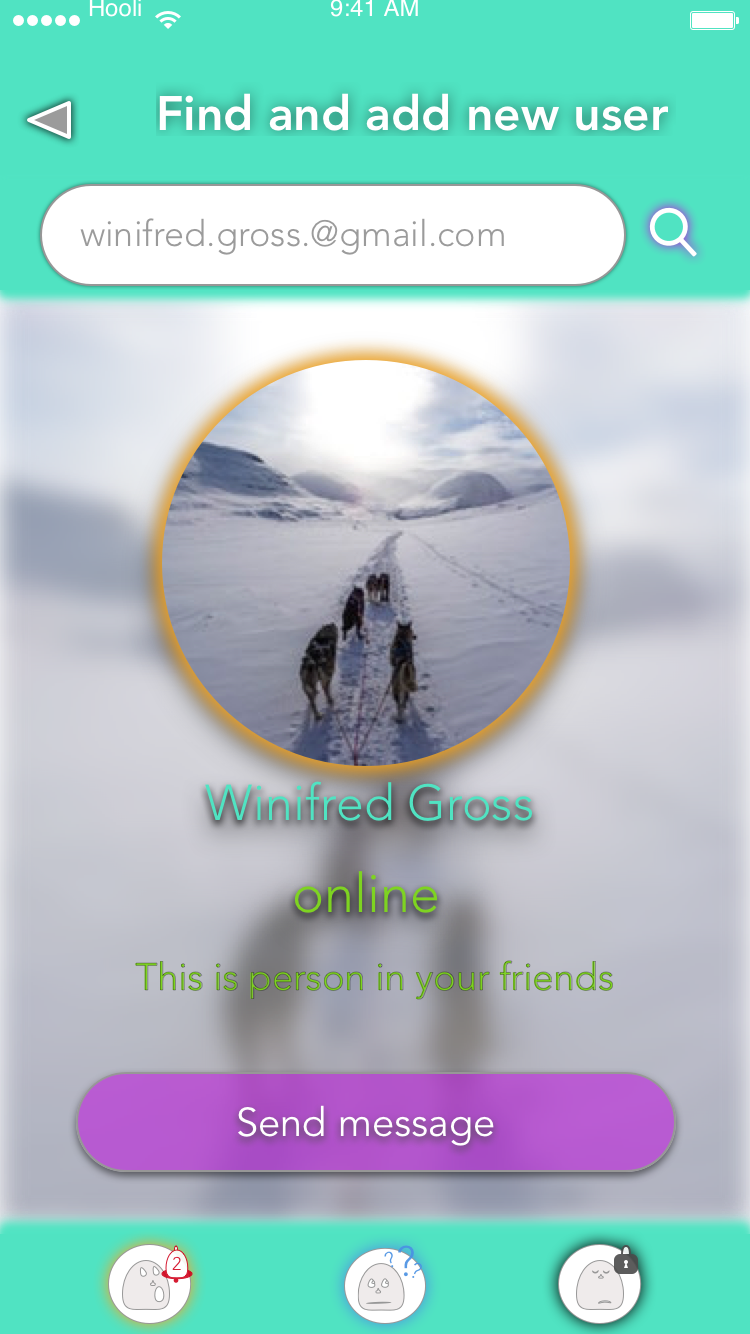 Hooli 9:41 AM
Find and add new user
winifred.gross.@gmail.com
Winifred Gross
online
This is person in your friends
Send message
2 ? ? ?